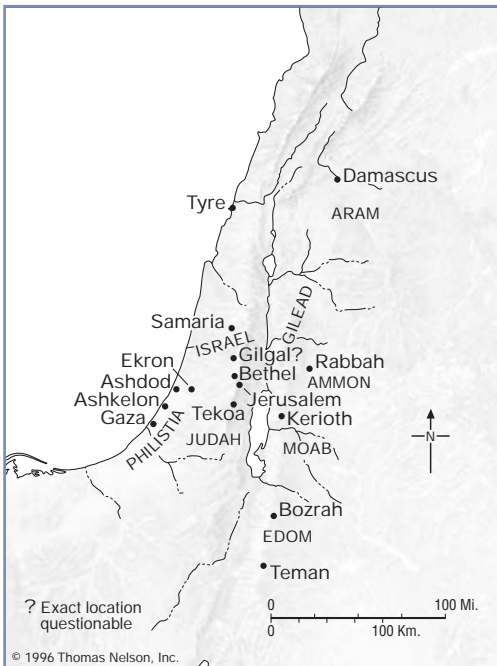 Damascus
Tyre
ARAM
Samaria
ISRAEL
GILEAD
Gilgal?
Ekron
Bethel
Rabbah
AMMON
Ashdod
Jerusalem
Ashkelon
Tekoa
Kerioth
Gaza
PHILISTIA
JUDAH
MOAB
N
Bozrah
EDOM
Teman
? Exact location
questionable
0 100 Mi.
0 100 Km.
© 1996 Thomas Nelson, Inc.